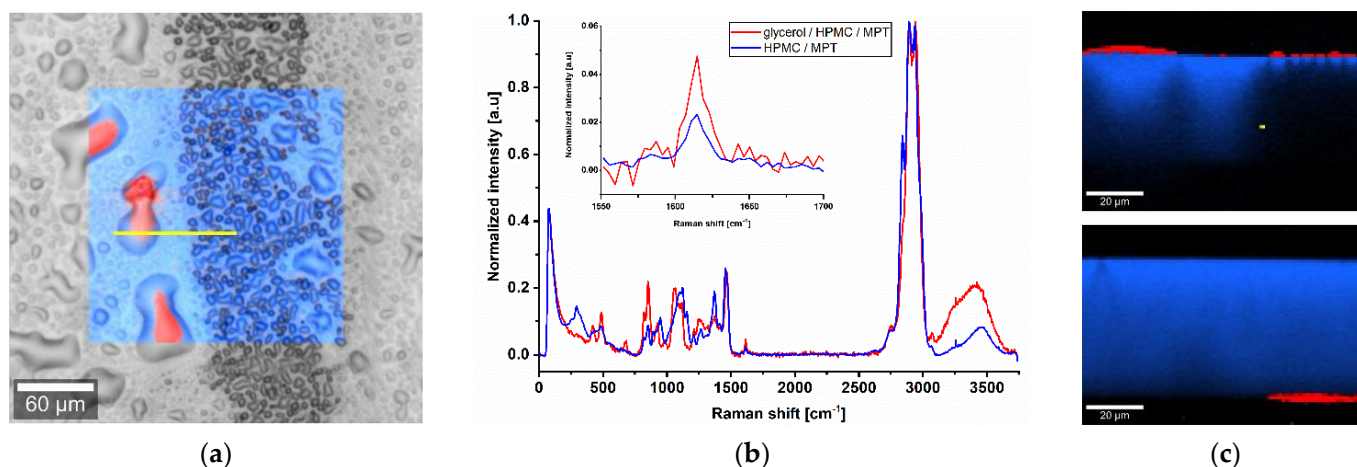 60 µm
(a)
1.0
0.8
0.6
0.4
0.2
0.0
Normalized intensity [a.u]
0 500 1000 1500 2000 2500 3000 3500
Raman shift [cm⁻¹]
glycerol / HPMC / MPT
HPMC / MPT
0.06
0.04
0.02
0.00
Normalized intensity [a.u]
1550 1600 1650 1700
Raman shift [cm⁻¹]
(b)
20 µm
20 µm
(c)